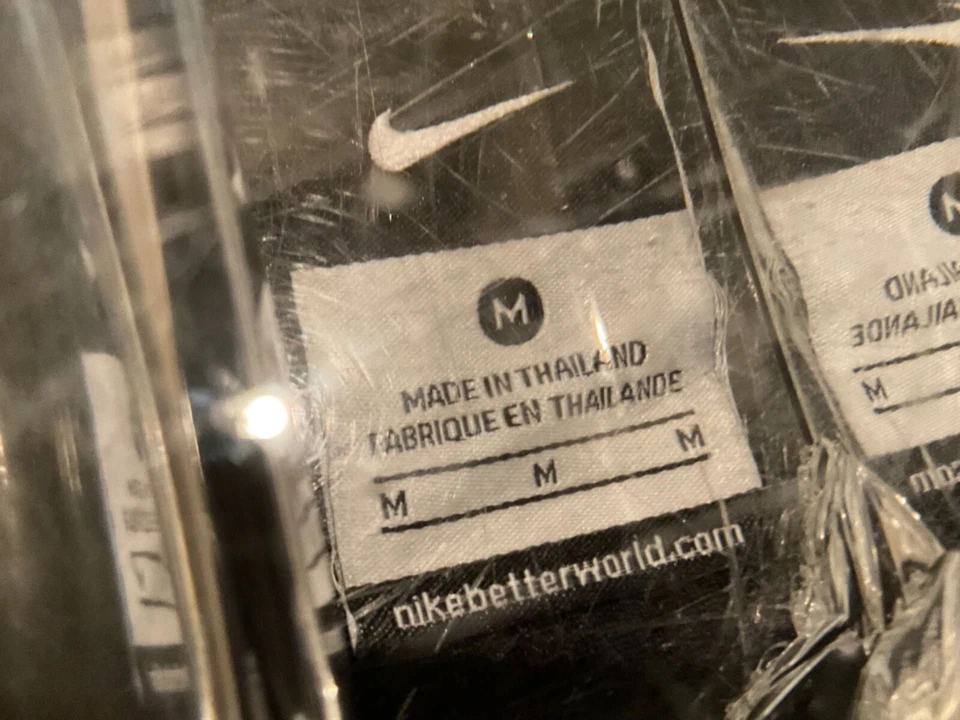 M
MADE IN THAILAND
FABRIQUE EN THAILANDE
M M M
nikebetterworld.com
M